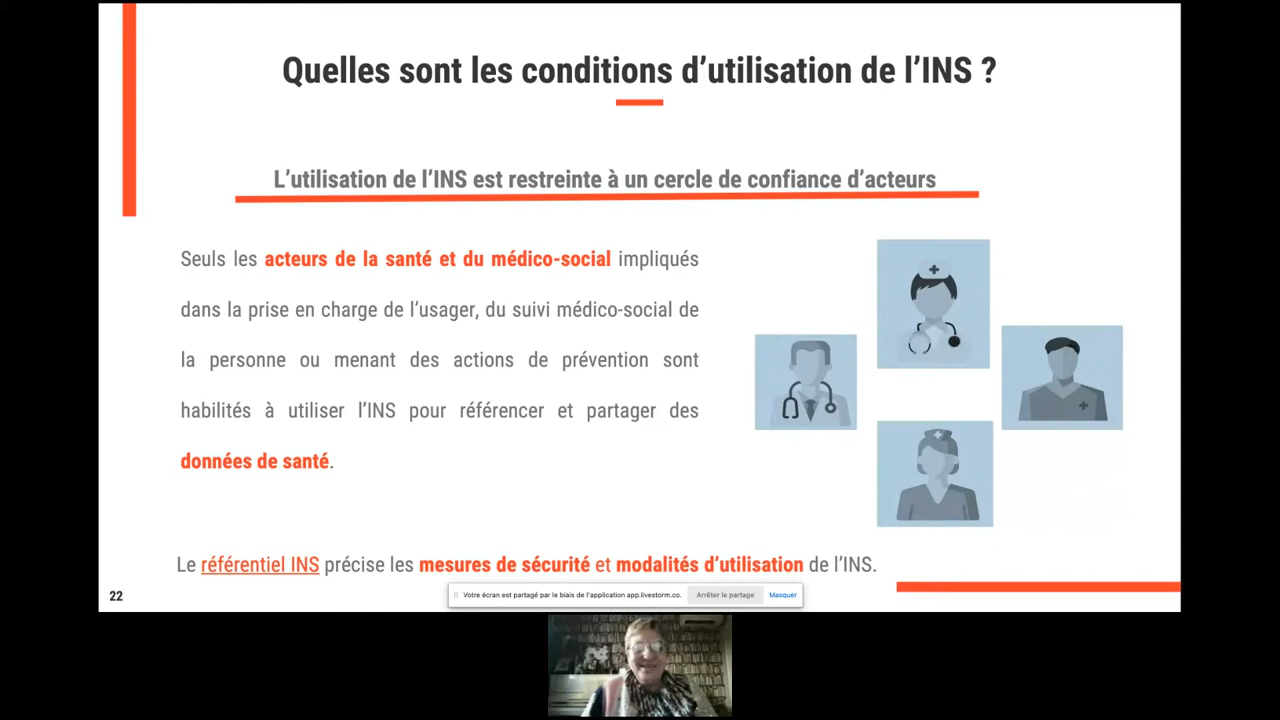 Quelles sont les conditions d’utilisation de l’INS ?
L’utilisation de l’INS est restreinte à un cercle de confiance d’acteurs
Seuls les acteurs de la santé et du médico-social impliqués
dans la prise en charge de l’usager, du suivi médico-social de
la personne ou menant des actions de prévention sont
habilités à utiliser l’INS pour référencer et partager des
données de santé.
Le référentiel INS précise les mesures de sécurité et modalités d’utilisation de l’INS.
22
Votre écran est partagé par le biais de l'application app.livestorm.co.
Arrêter le partage
Masquer